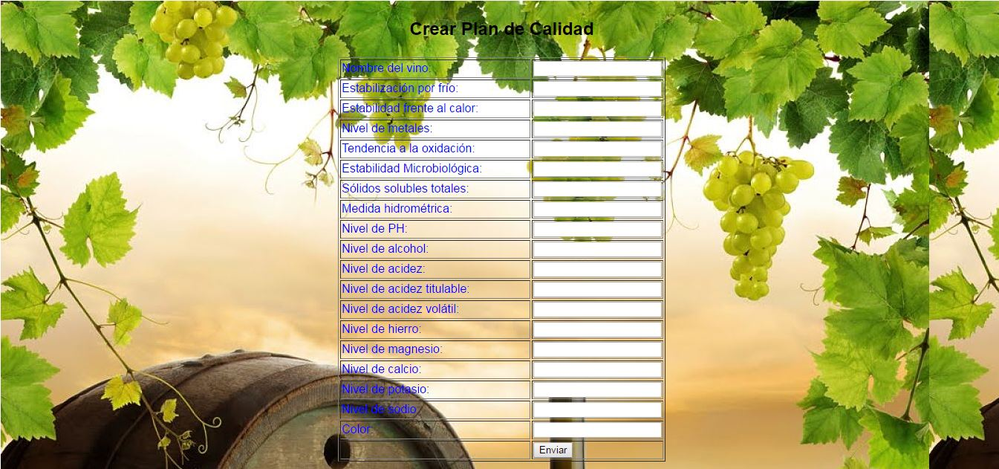 Crear Plan de Calidad
Nombre del vino:
Estabilización por frío:
Estabilidad frente al calor:
Nivel de metales:
Tendencia a la oxidación:
Estabilidad Microbiológica:
Sólidos solubles totales:
Medida hidrométrica:
Nivel de PH:
Nivel de alcohol:
Nivel de acidez:
Nivel de acidez titulable:
Nivel de acidez volátil:
Nivel de hierro:
Nivel de magnesio:
Nivel de calcio:
Nivel de potasio:
Nivel de sodio:
Color:
Enviar